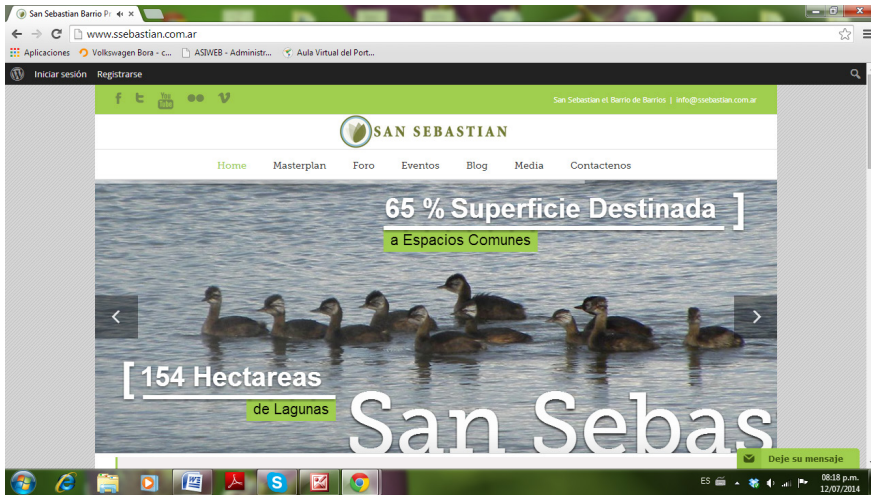 San Sebastian Barrio Pr
www.ssebastian.com.ar
Aplicaciones Volkswagen Bora - c... ASIWEB - Administr... Aula Virtual del Port...
Iniciar sesión Registrarse
You Tube
San Sebastian el Barrio de Barrios | info@ssebastian.com.ar
SAN SEBASTIAN
Home Masterplan Foro Eventos Blog Media Contactenos
65 % Superficie Destinada
a Espacios Comunes
154 Hectareas
de Lagunas
San Sebas
Deje su mensaje
ES 08:18 p.m.
12/07/2014